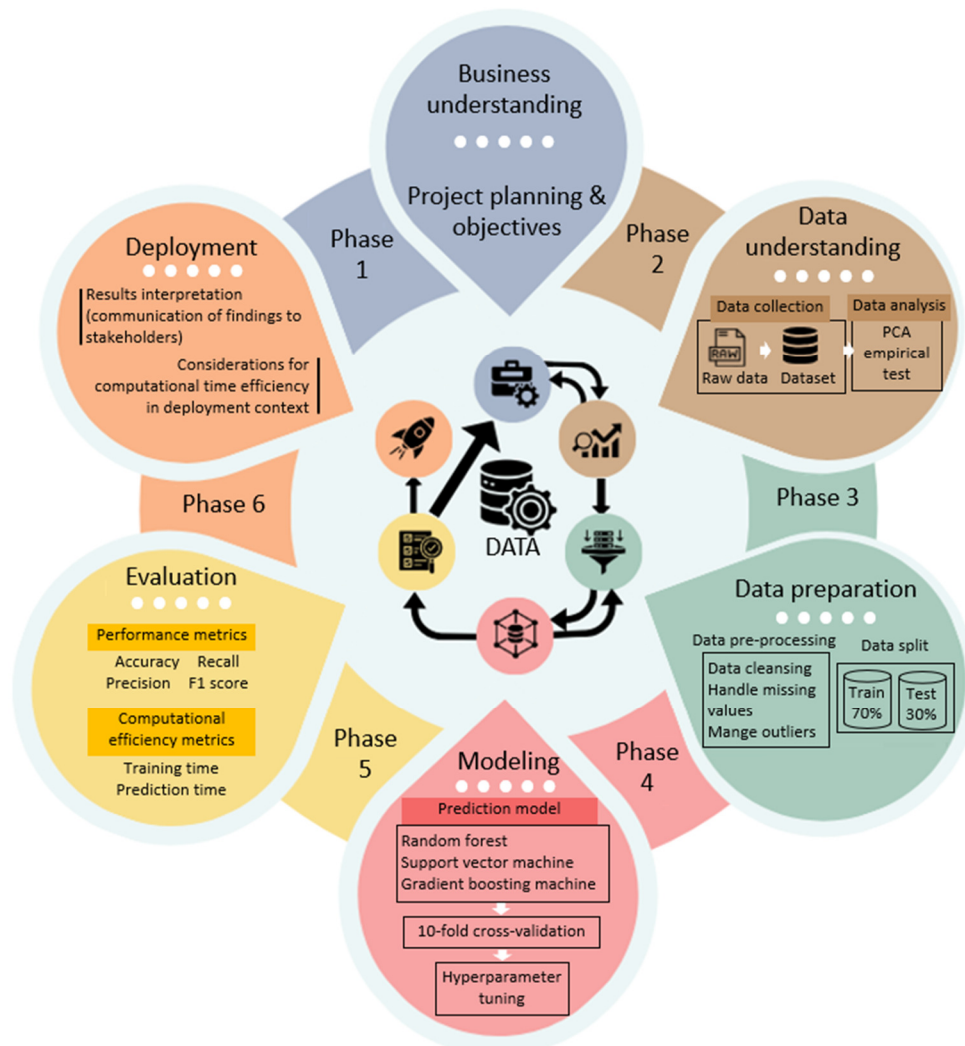 Business
understanding
Project planning &
objectives
Phase
1
Phase
2
Data
understanding
Data collection
Data analysis
RAW
Raw data
Dataset
PCA
empirical
test
Phase 3
Data preparation
Data pre-processing
Data cleansing
Handle missing
values
Mange outliers
Data split
Train
70%
Test
30%
Phase
4
Modeling
Prediction model
Random forest
Support vector machine
Gradient boosting machine
10-fold cross-validation
Hyperparameter
tuning
Phase
5
Evaluation
Performance metrics
Accuracy Recall
Precision F1 score
Computational
efficiency metrics
Training time
Prediction time
Phase 6
Deployment
Results interpretation
(communication of findings to
stakeholders)
Considerations for
computational time efficiency
in deployment context
DATA